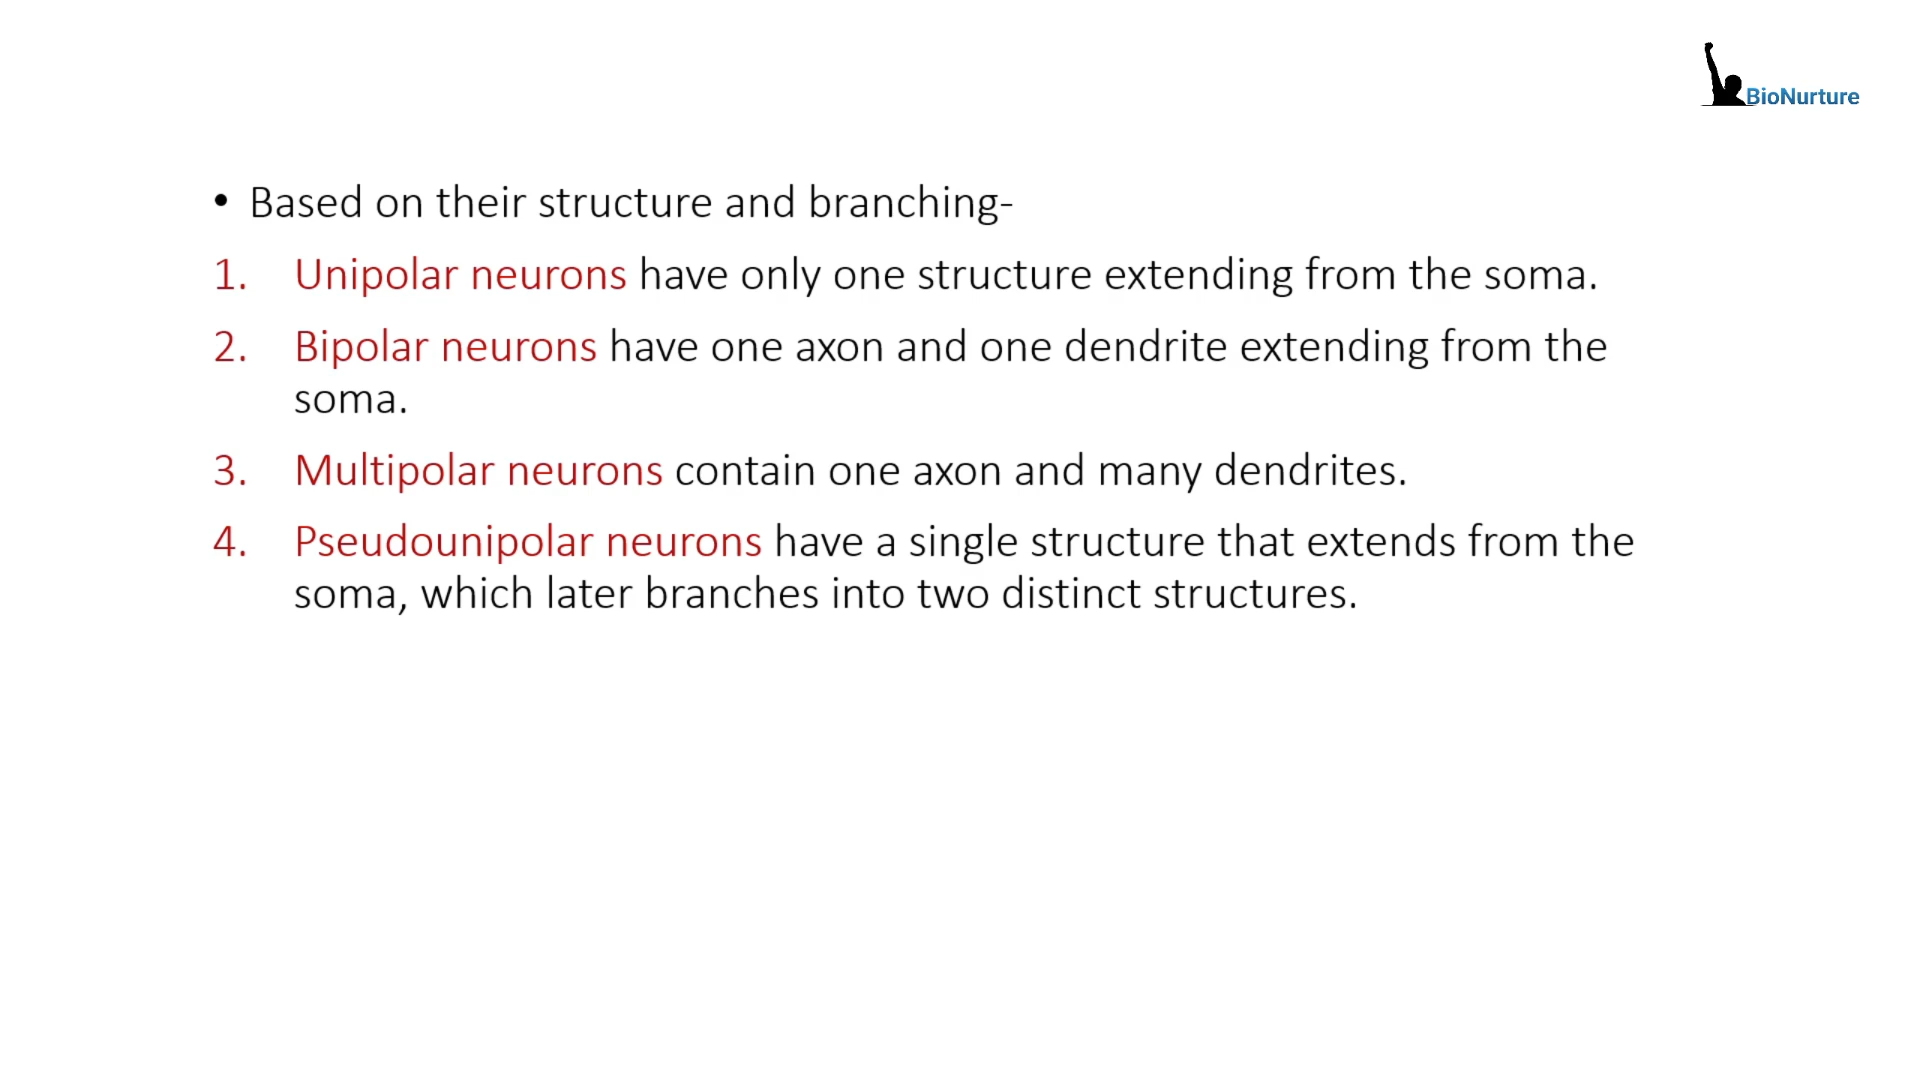 BioNurture
• Based on their structure and branching-
1. Unipolar neurons have only one structure extending from the soma.
2. Bipolar neurons have one axon and one dendrite extending from the
soma.
3. Multipolar neurons contain one axon and many dendrites.
4. Pseudounipolar neurons have a single structure that extends from the
soma, which later branches into two distinct structures.